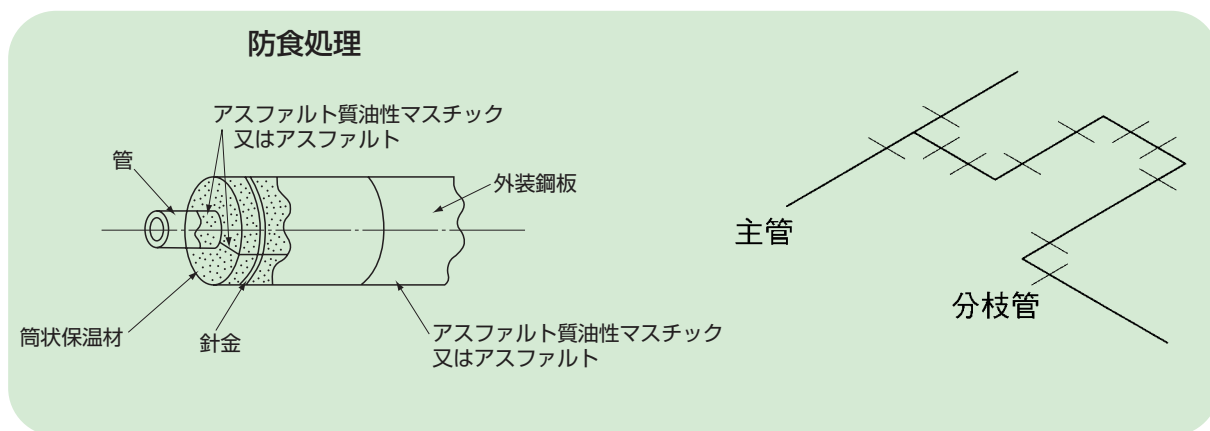 防食処理
アスファルト質油性マスチック
又はアスファルト
管
外装鋼板
筒状保温材
針金
アスファルト質油性マスチック
又はアスファルト
主管
分枝管